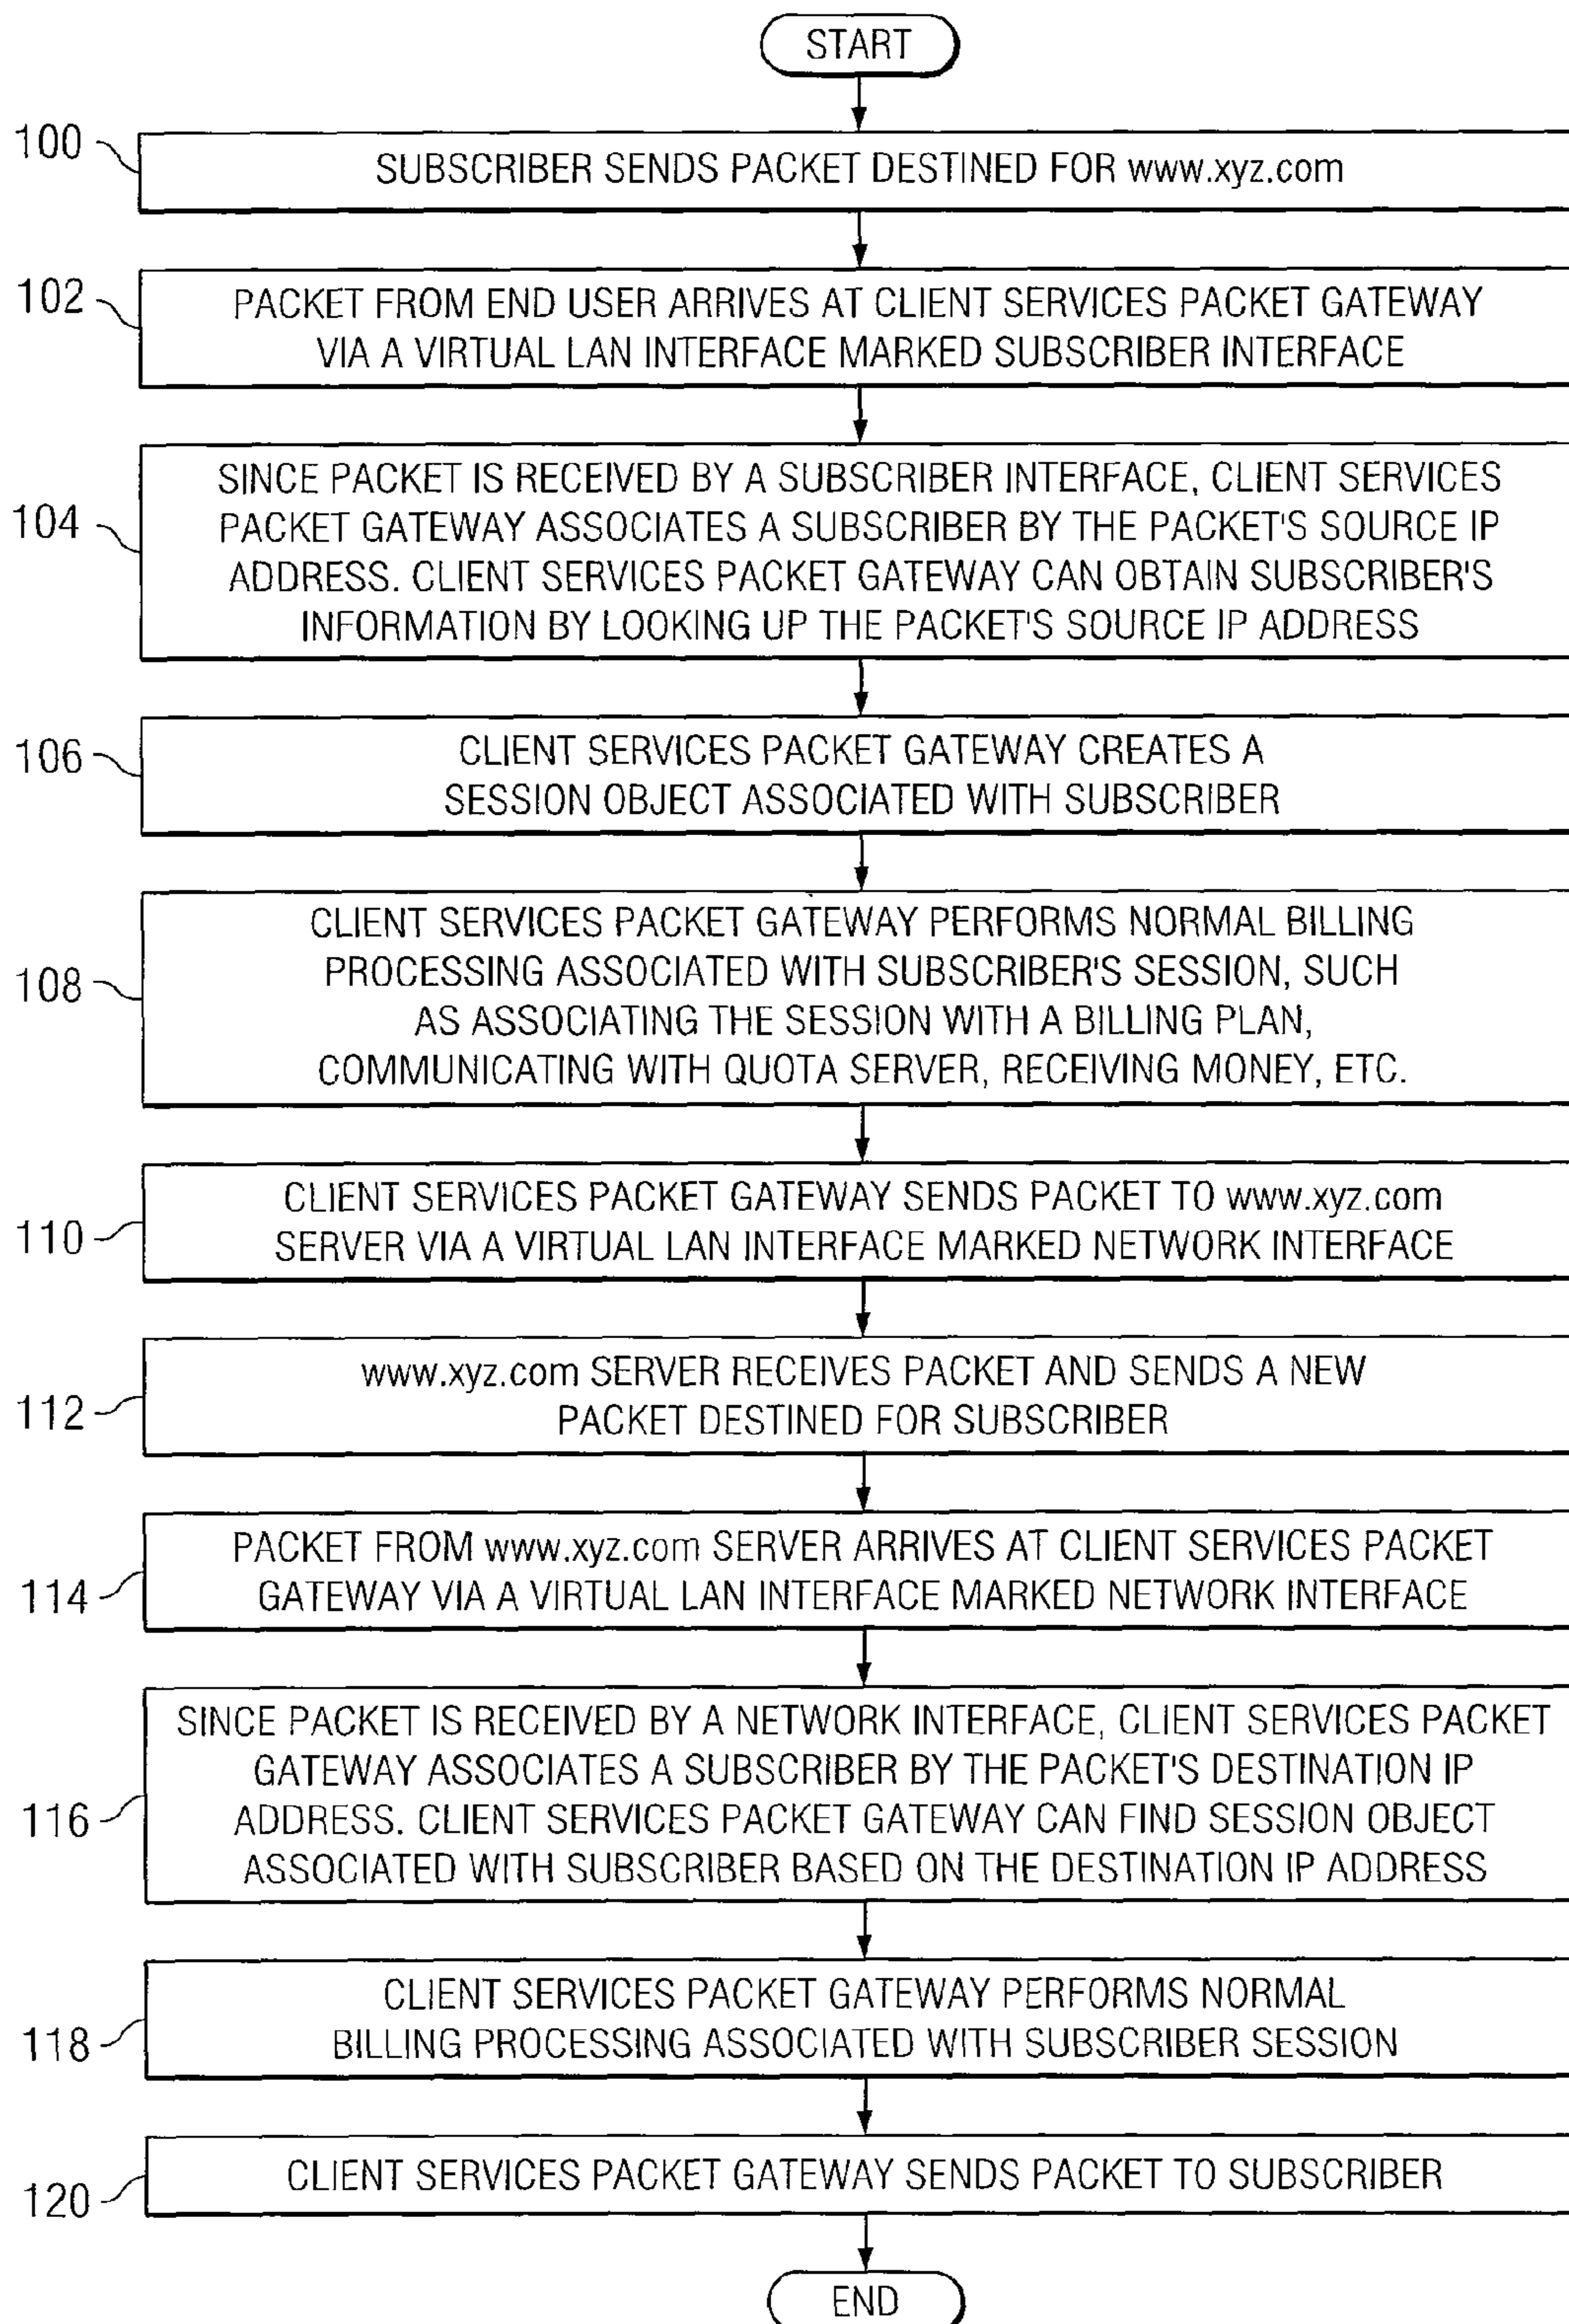 START
100
SUBSCRIBER SENDS PACKET DESTINED FOR www.xyz.com
102
PACKET FROM END USER ARRIVES AT CLIENT SERVICES PACKET GATEWAY
VIA A VIRTUAL LAN INTERFACE MARKED SUBSCRIBER INTERFACE
104
SINCE PACKET IS RECEIVED BY A SUBSCRIBER INTERFACE, CLIENT SERVICES
PACKET GATEWAY ASSOCIATES A SUBSCRIBER BY THE PACKET'S SOURCE IP
ADDRESS. CLIENT SERVICES PACKET GATEWAY CAN OBTAIN SUBSCRIBER'S
INFORMATION BY LOOKING UP THE PACKET'S SOURCE IP ADDRESS
106
CLIENT SERVICES PACKET GATEWAY CREATES A
SESSION OBJECT ASSOCIATED WITH SUBSCRIBER
108
CLIENT SERVICES PACKET GATEWAY PERFORMS NORMAL BILLING
PROCESSING ASSOCIATED WITH SUBSCRIBER'S SESSION, SUCH
AS ASSOCIATING THE SESSION WITH A BILLING PLAN,
COMMUNICATING WITH QUOTA SERVER, RECEIVING MONEY, ETC.
110
CLIENT SERVICES PACKET GATEWAY SENDS PACKET TO www.xyz.com
SERVER VIA A VIRTUAL LAN INTERFACE MARKED NETWORK INTERFACE
112
www.xyz.com SERVER RECEIVES PACKET AND SENDS A NEW
PACKET DESTINED FOR SUBSCRIBER
114
PACKET FROM www.xyz.com SERVER ARRIVES AT CLIENT SERVICES PACKET
GATEWAY VIA A VIRTUAL LAN INTERFACE MARKED NETWORK INTERFACE
116
SINCE PACKET IS RECEIVED BY A NETWORK INTERFACE, CLIENT SERVICES PACKET
GATEWAY ASSOCIATES A SUBSCRIBER BY THE PACKET'S DESTINATION IP
ADDRESS. CLIENT SERVICES PACKET GATEWAY CAN FIND SESSION OBJECT
ASSOCIATED WITH SUBSCRIBER BASED ON THE DESTINATION IP ADDRESS
118
CLIENT SERVICES PACKET GATEWAY PERFORMS NORMAL
BILLING PROCESSING ASSOCIATED WITH SUBSCRIBER SESSION
120
CLIENT SERVICES PACKET GATEWAY SENDS PACKET TO SUBSCRIBER
END